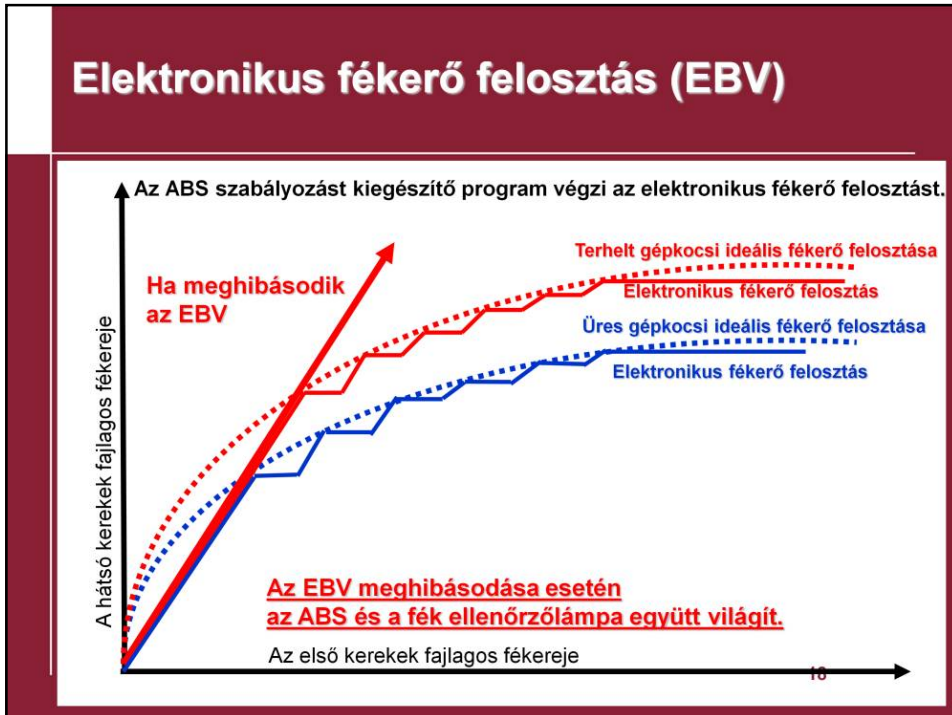 Elektronikus fékerő felosztás (EBV)
Az ABS szabályozást kiegészítő program végzi az elektronikus fékerő felosztást.
Terhelt gépkocsi ideális fékerő felosztása
Ha meghibásodik
az EBV
Elektronikus fékerő felosztás
Üres gépkocsi ideális fékerő felosztása
Elektronikus fékerő felosztás
A hátsó kerekek fajlagos fékereje
Az EBV meghibásodása esetén
az ABS és a fék ellenőrzőlámpa együtt világít.
Az első kerekek fajlagos fékereje